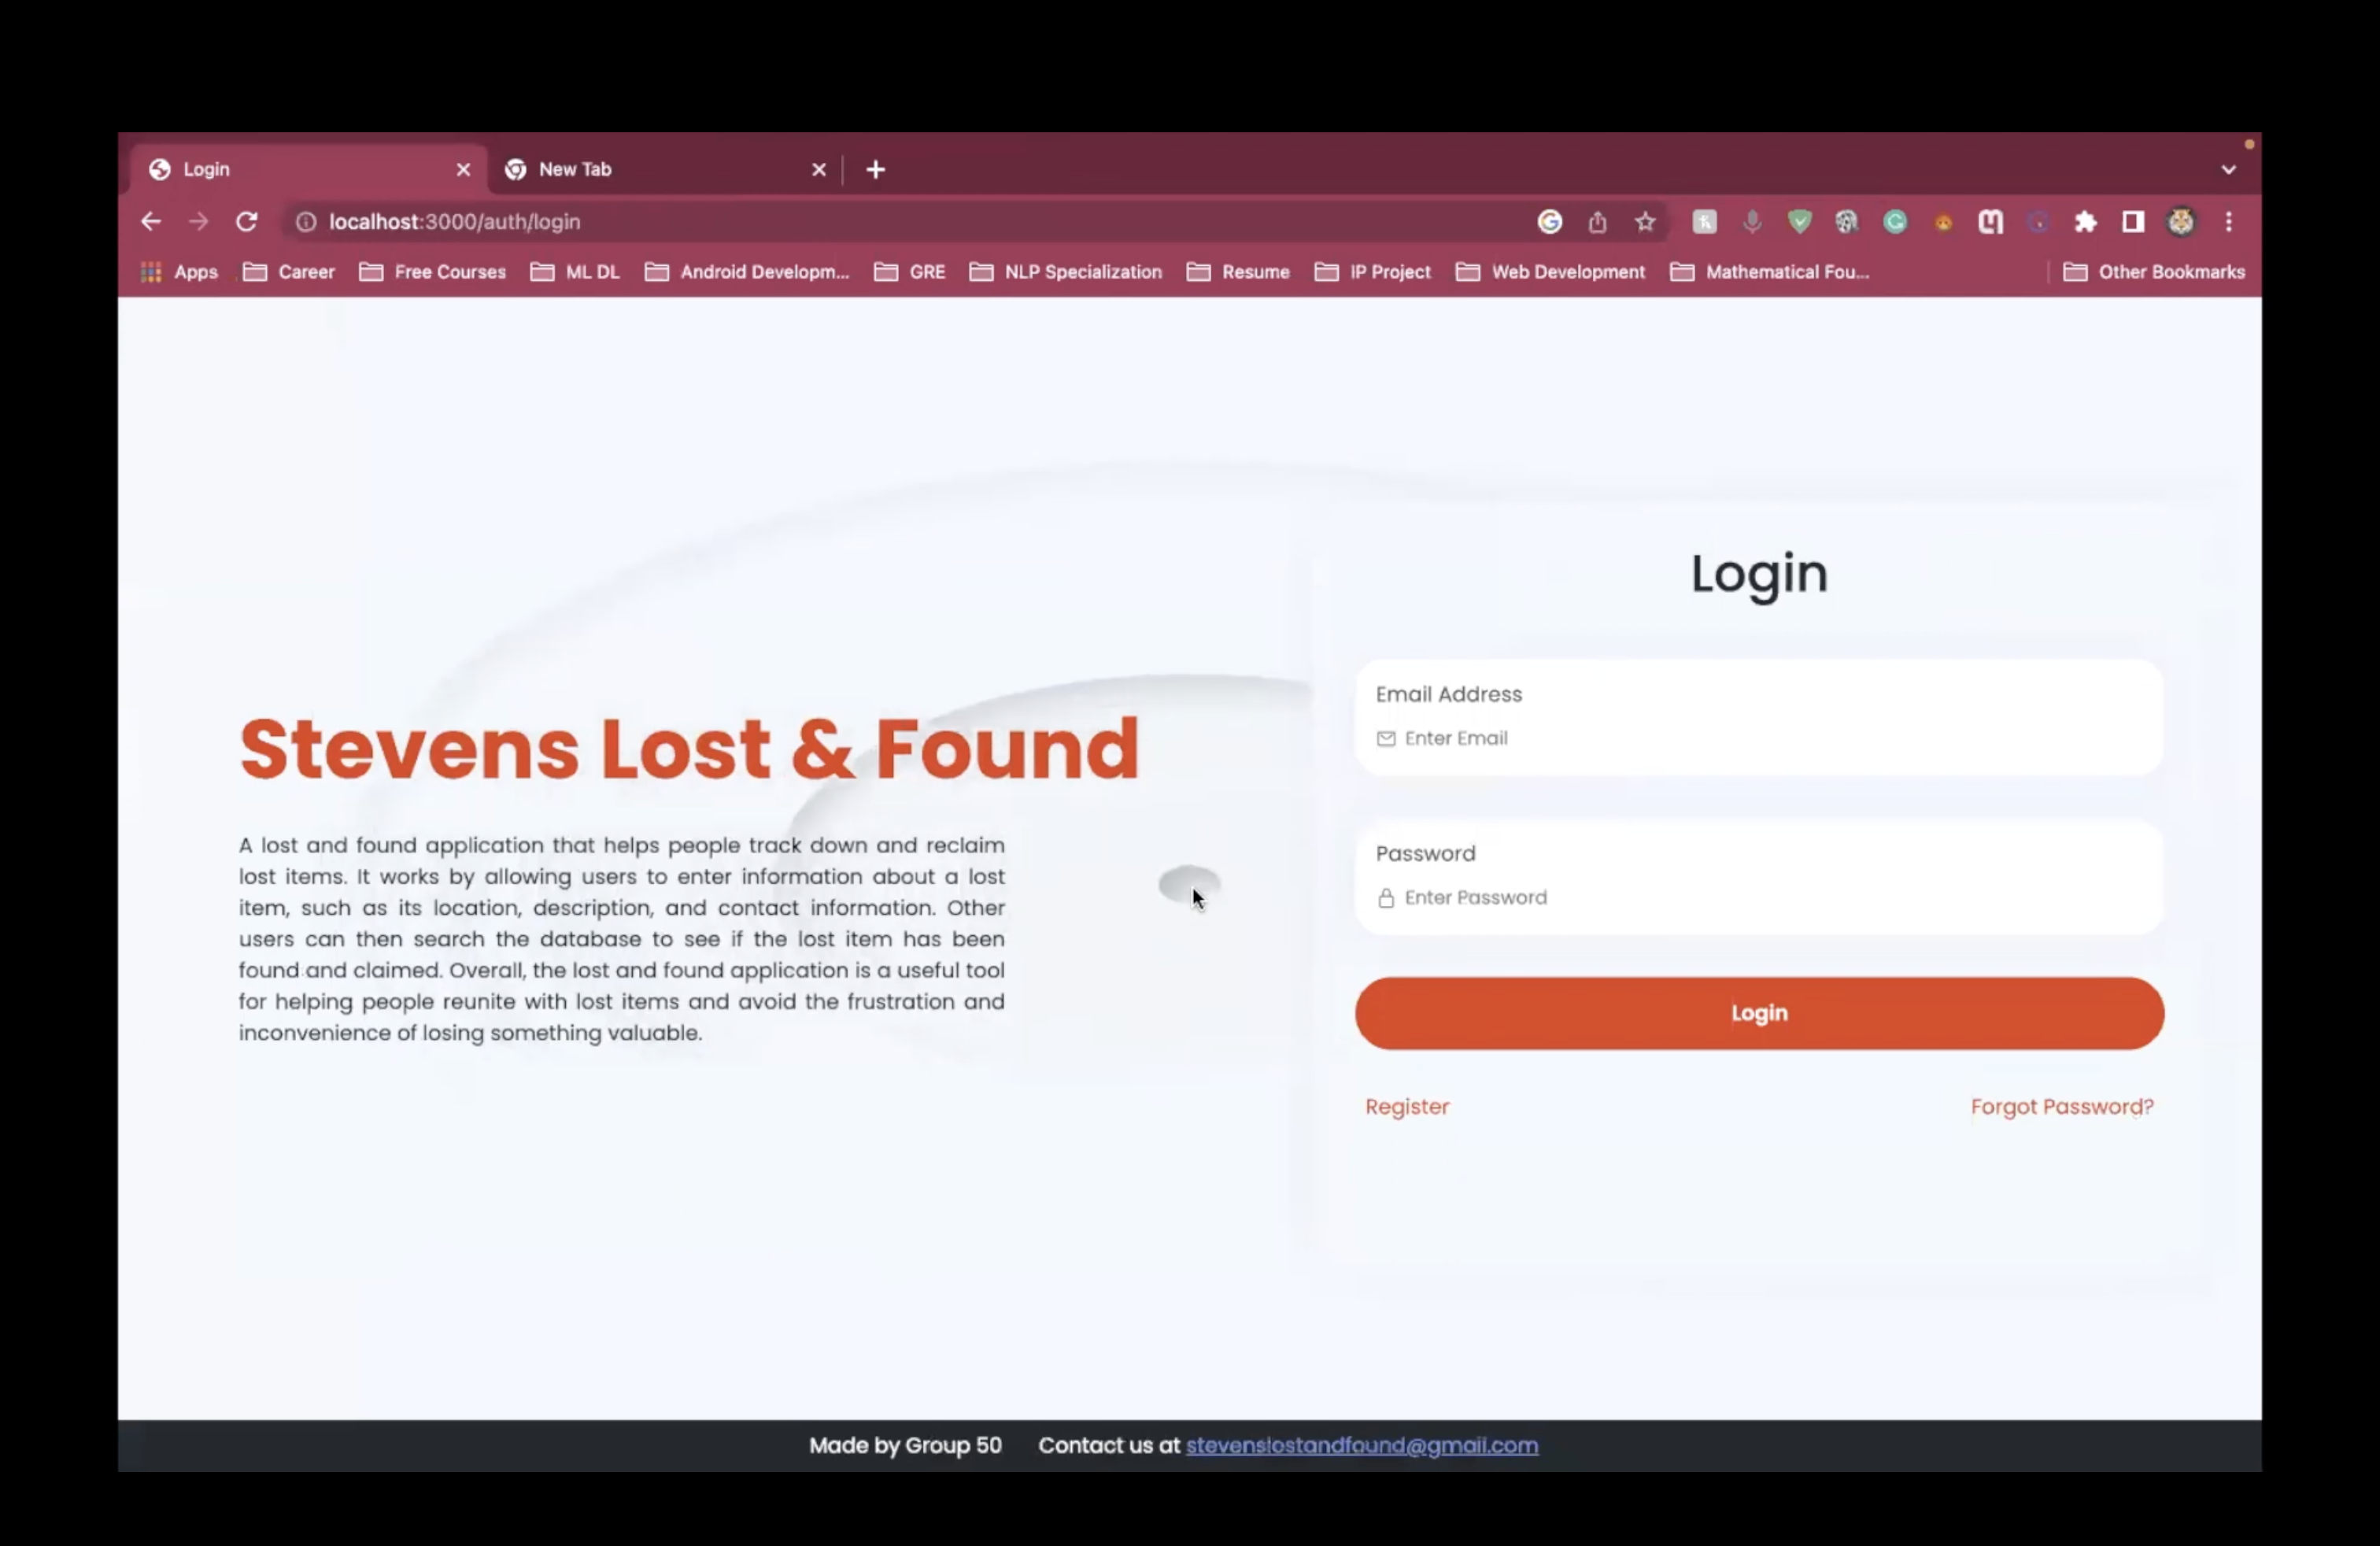 Login
New Tab
localhost:3000/auth/login
Apps Career Free Courses ML DL Android Developm... GRE NLP Specialization Resume IP Project Web Development Mathematical Fou... Other Bookmarks
Stevens Lost & Found
A lost and found application that helps people track down and reclaim
lost items. It works by allowing users to enter information about a lost
item, such as its location, description, and contact information. Other
users can then search the database to see if the lost item has been
found and claimed. Overall, the lost and found application is a useful tool
for helping people reunite with lost items and avoid the frustration and
inconvenience of losing something valuable.
Login
Email Address
Enter Email
Password
Enter Password
Login
Register
Forgot Password?
Made by Group 50 Contact us at stevenslostandfound@gmail.com